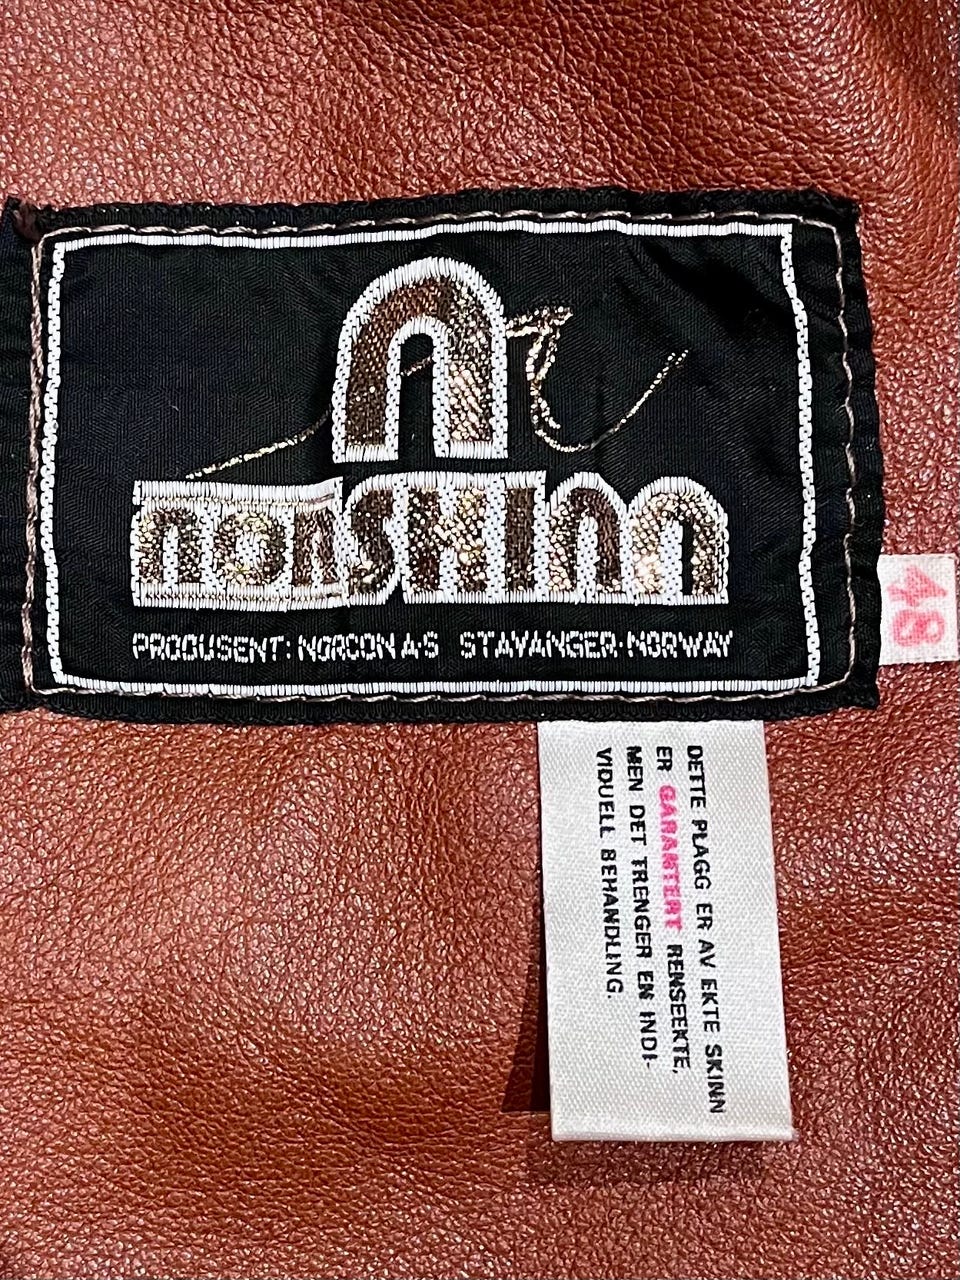 n
norSKInn
PRODUSENT: NORCON A·S STAVANGER·NORWAY
48
DETTE PLAGG ER AV EKTE SKINN
ER GARANTERT RENSEEKTE,
MEN DET TRENGER EN INDI-
VIDUELL BEHANDLING.